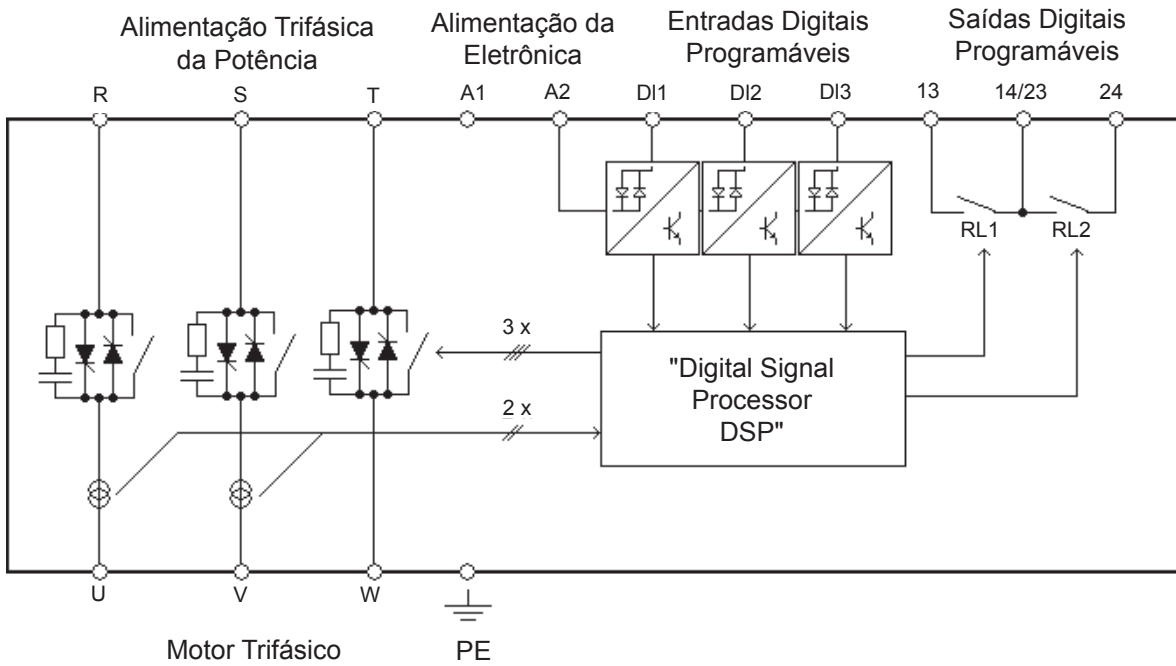 Alimentação Trifásica
da Potência
Alimentação da
Eletrônica
Entradas Digitais
Programáveis
Saídas Digitais
Programáveis
R
S
T
A1
A2
DI1
DI2
DI3
13
14/23
24
RL1
RL2
3 x
2 x
"Digital Signal
Processor
DSP"
U
V
W
Motor Trifásico
PE